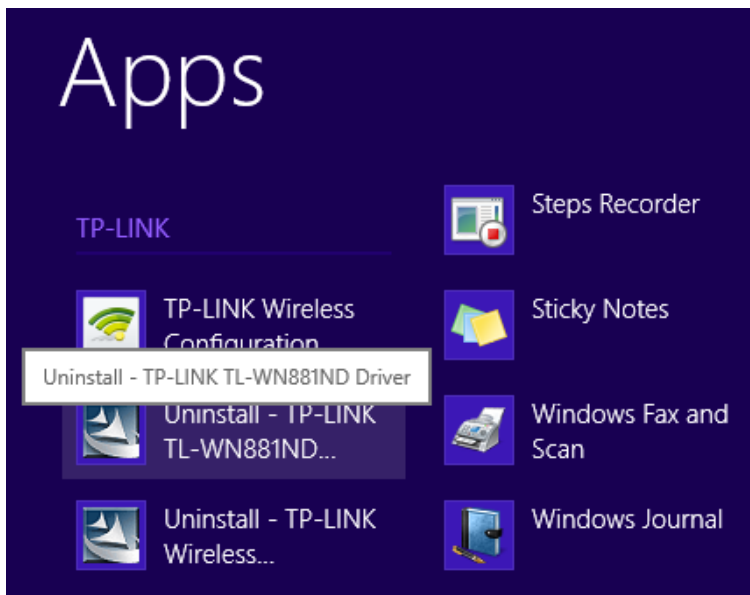 Apps
TP-LINK
TP-LINK Wireless
Configuration
Uninstall - TP-LINK TL-WN881ND Driver
Uninstall - TP-LINK
TL-WN881ND...
Uninstall - TP-LINK
Wireless...
Steps Recorder
Sticky Notes
Windows Fax and
Scan
Windows Journal